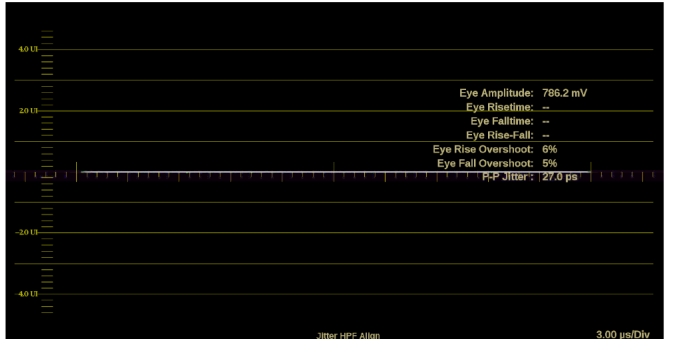 4.0 UI
Eye Amplitude: 786.2 mV
Eye Risetime: --
2.0 UI
Eye Falltime: --
Eye Rise-Fall: --
Eye Rise Overshoot: 6%
Eye Fall Overshoot: 5%
P-P Jitter : 27.0 ps
-2.0 UI
-4.0 UI
Jitter HPF Align
3.00 µs/Div